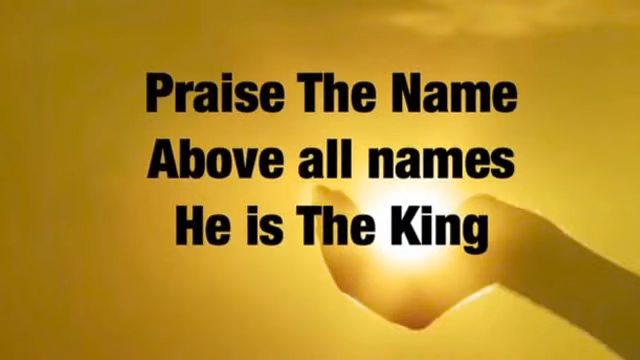 Praise The Name
Above all names
He is The King